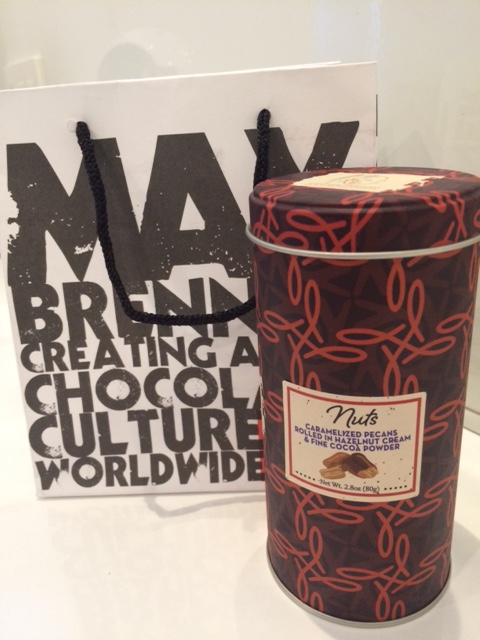 MAX
BRENN
CREATING A
CHOCOLA
CULTURE
WORLDWIDE
Nuts
CARAMELIZED PECANS
ROLLED IN HAZELNUT CREAM
& FINE COCOA POWDER
Net Wt. 2.8oz (80g)